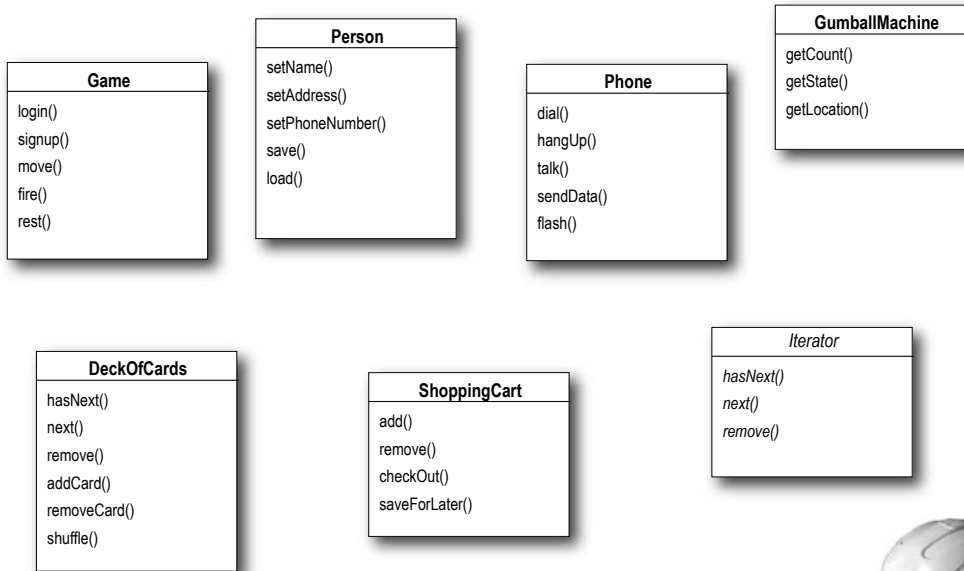 Game
login()
signup()
move()
fire()
rest()
Person
setName()
setAddress()
setPhoneNumber()
save()
load()
Phone
dial()
hangUp()
talk()
sendData()
flash()
GumballMachine
getCount()
getState()
getLocation()
DeckOfCards
hasNext()
next()
remove()
addCard()
removeCard()
shuffle()
ShoppingCart
add()
remove()
checkOut()
saveForLater()
Iterator
hasNext()
next()
remove()